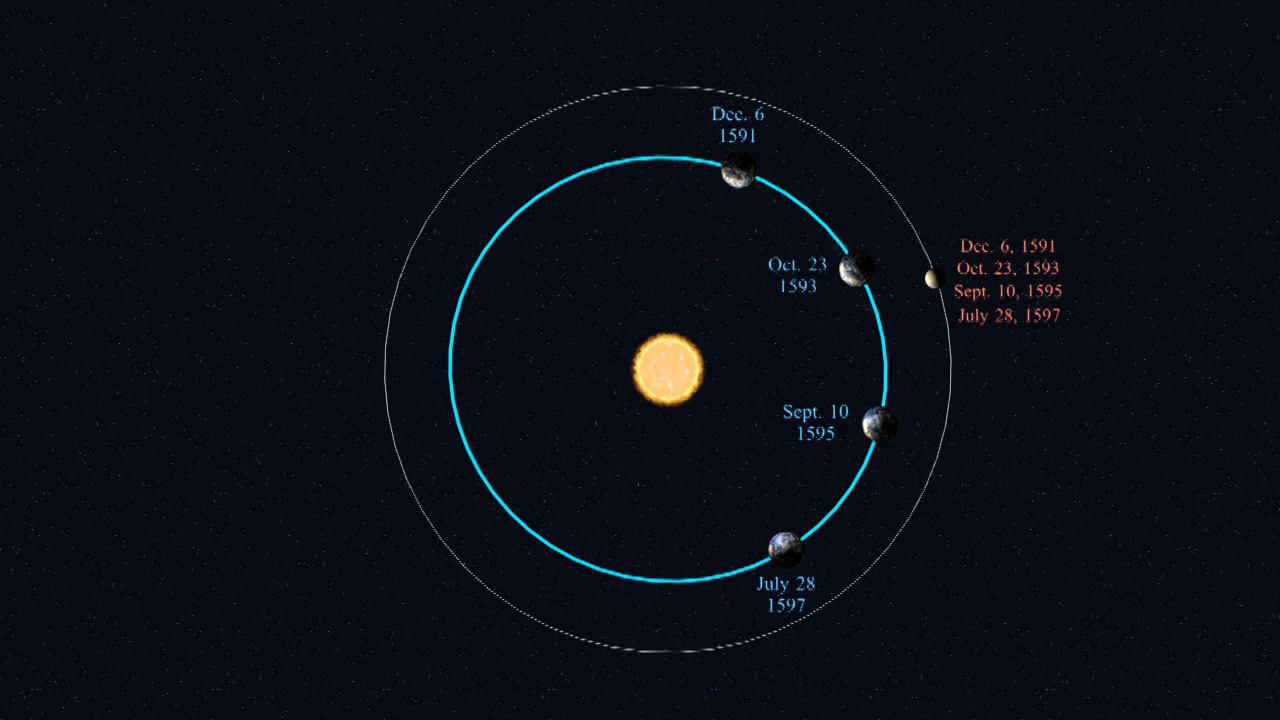 Dec. 6
1591
Oct. 23
1593
Dec. 6, 1591
Oct. 23, 1593
Sept. 10, 1595
July 28, 1597
Sept. 10
1595
July 28
1597